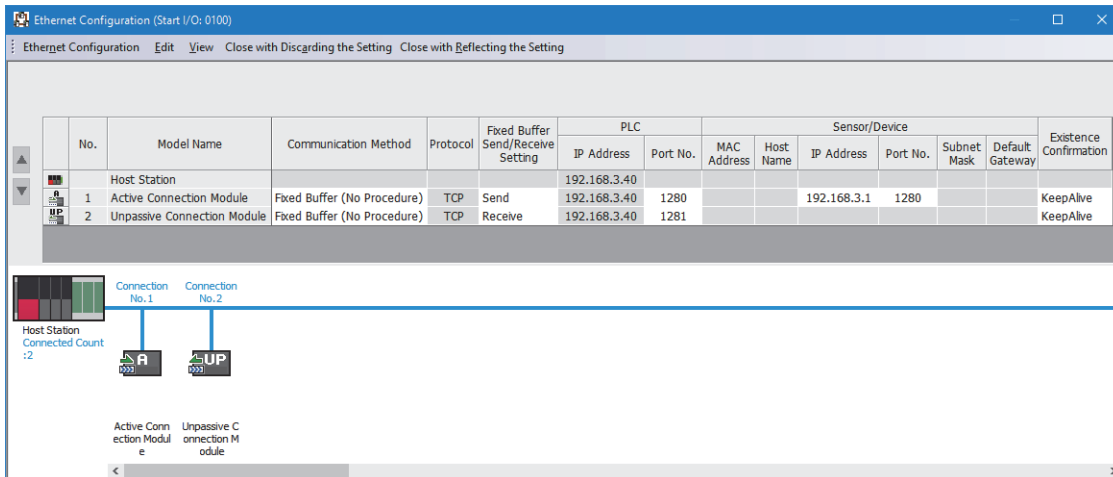 Ethernet Configuration (Start I/O: 0100)
Ethernet Configuration Edit View Close with Discarding the Setting Close with Reflecting the Setting
No. Model Name Communication Method Protocol Fixed Buffer Send/Receive Setting PLC Sensor/Device Existence Confirmation
IP Address Port No. MAC Address Host Name IP Address Port No. Subnet Mask Default Gateway
Host Station 192.168.3.40
1 Active Connection Module Fixed Buffer (No Procedure) TCP Send 192.168.3.40 1280 192.168.3.1 1280 KeepAlive
2 Unpassive Connection Module Fixed Buffer (No Procedure) TCP Receive 192.168.3.40 1281 KeepAlive
Connection Connection
No.1 No.2
Host Station
Connected Count
:2
A UP
Active Conn Unpassive C
ection Modul onnection M
e odule